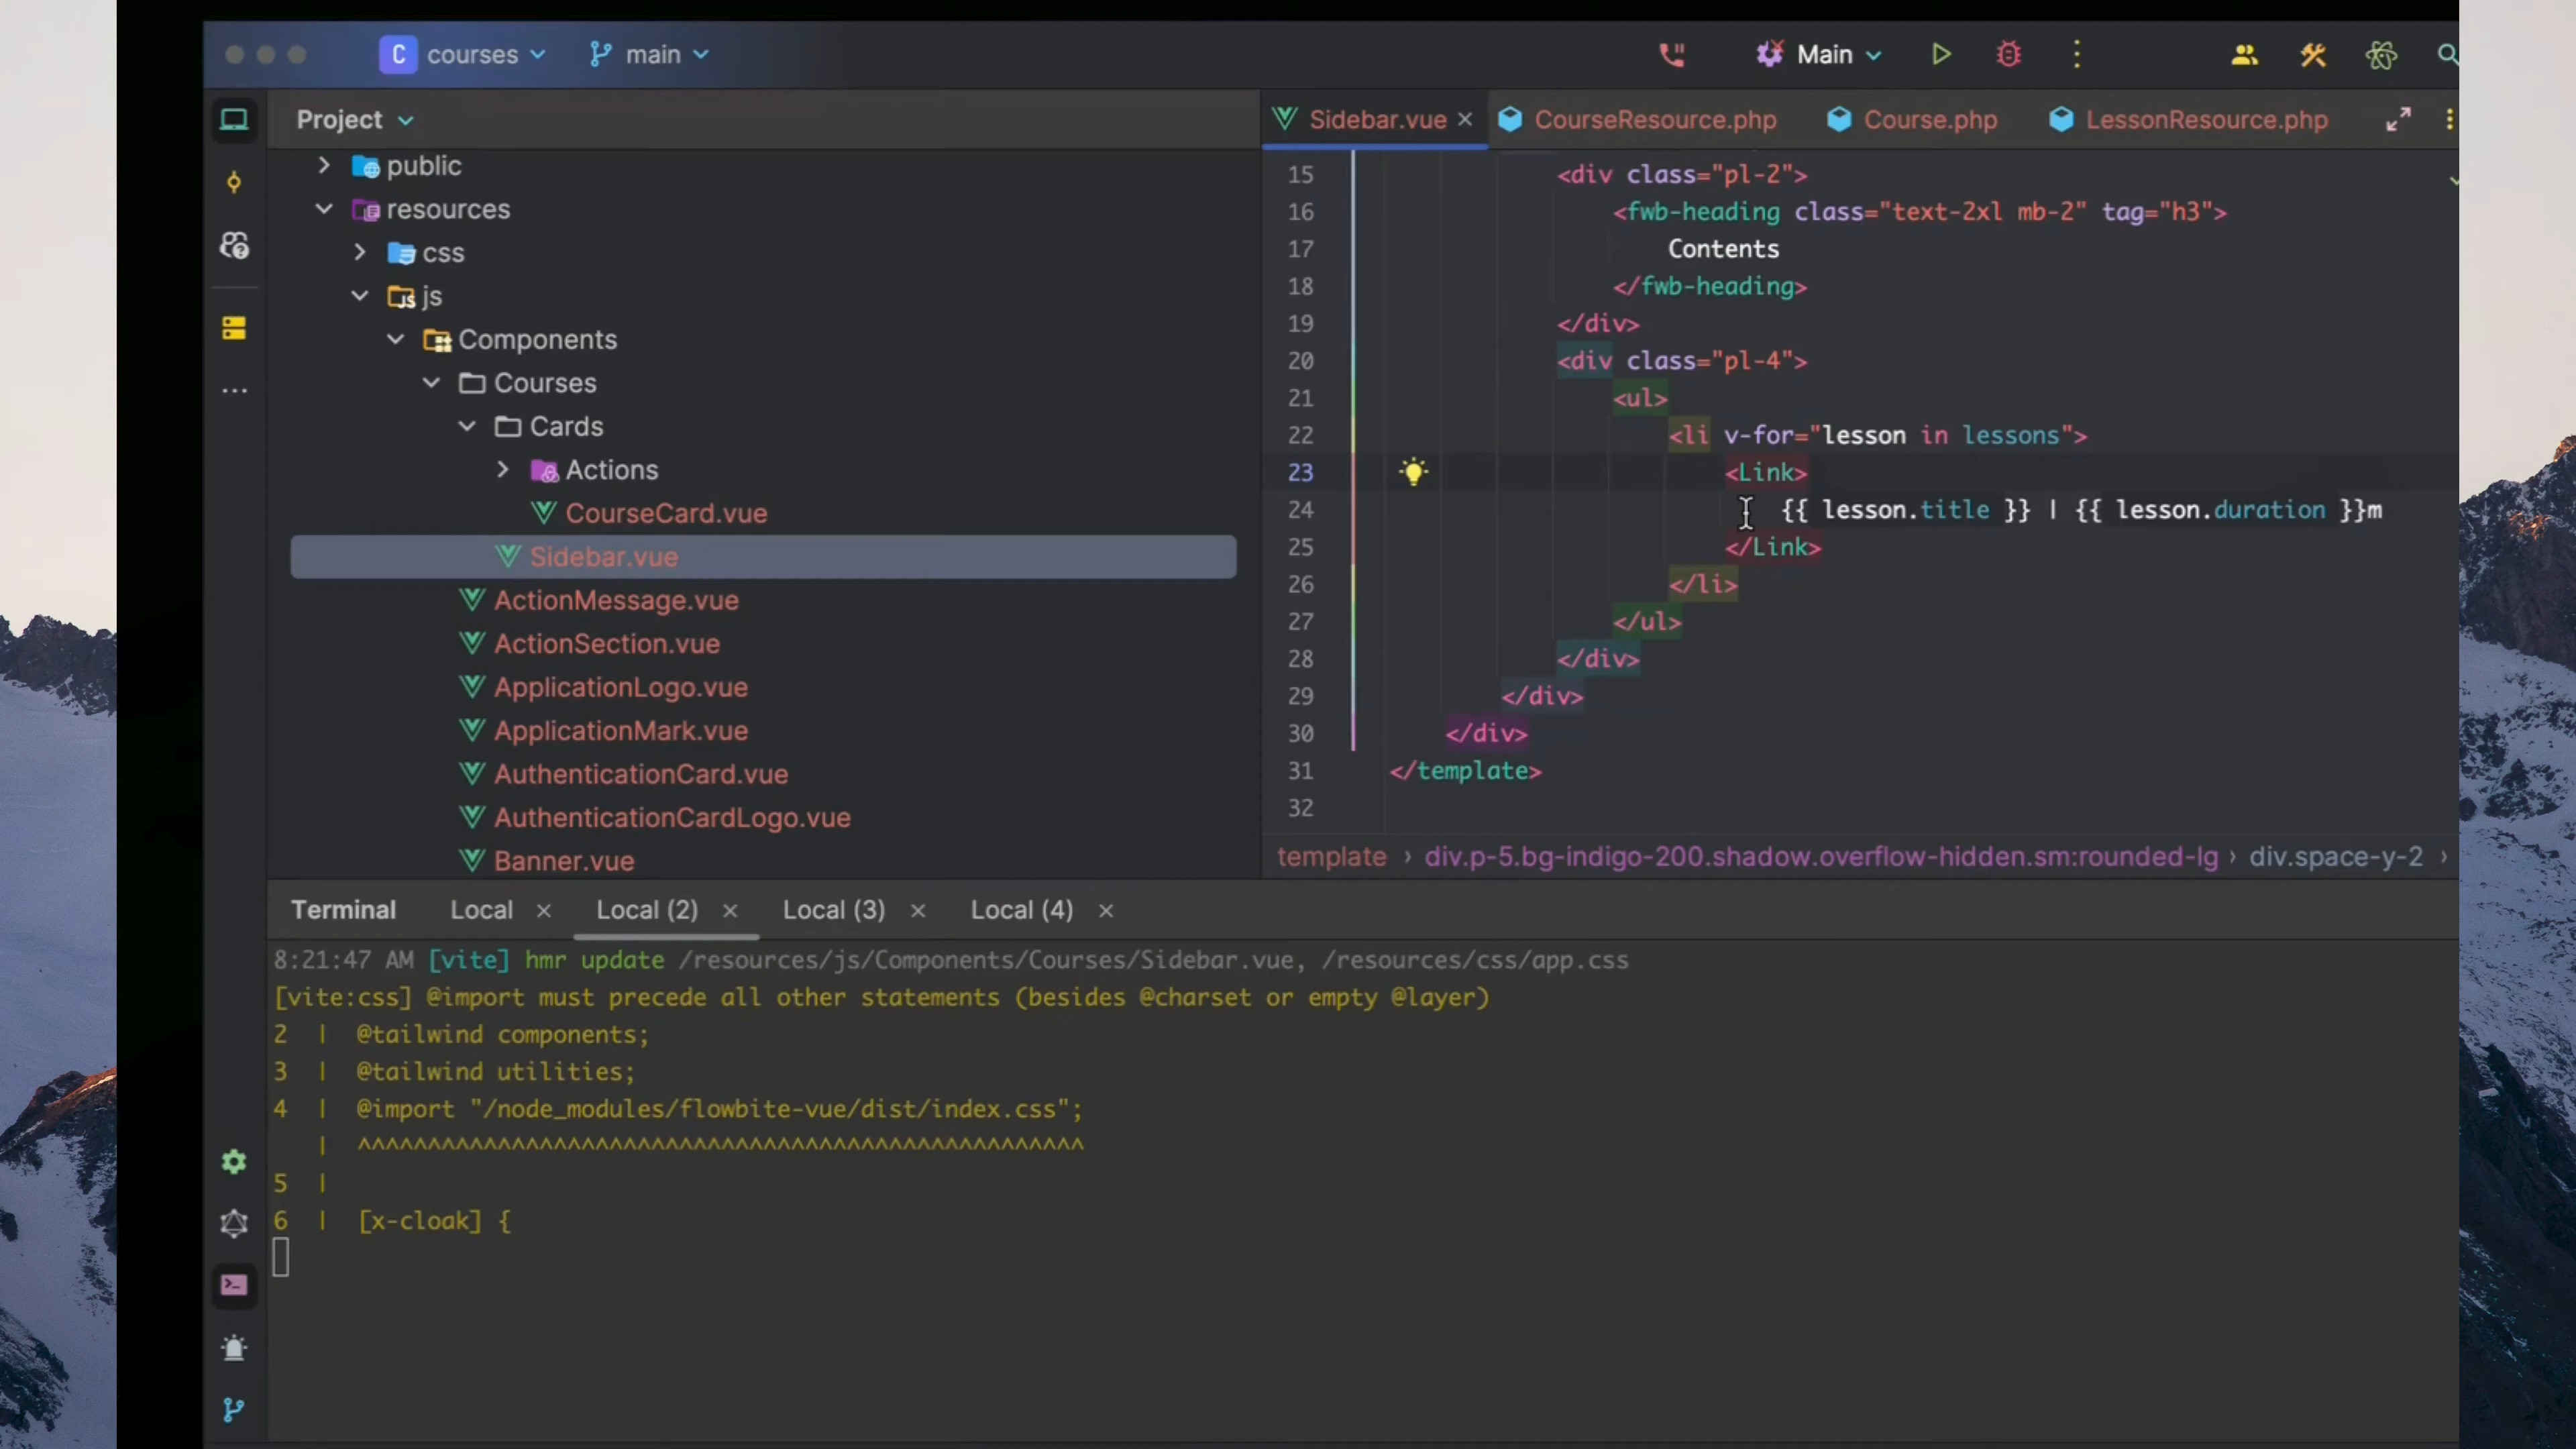 C courses main Main
Project
public
resources
css
JS js
Components
Courses
Cards
Actions
CourseCard.vue
Sidebar.vue
ActionMessage.vue
ActionSection.vue
ApplicationLogo.vue
ApplicationMark.vue
AuthenticationCard.vue
AuthenticationCardLogo.vue
Banner.vue
Sidebar.vue × CourseResource.php Course.php LessonResource.php
15 <div class="pl-2">
16 <fwb-heading class="text-2xl mb-2" tag="h3">
17 Contents
18 </fwb-heading>
19 </div>
20 <div class="pl-4">
21 <ul>
22 <li v-for="lesson in lessons">
23 <Link>
24 {{ lesson.title }} | {{ lesson.duration }}m
25 </Link>
26 </li>
27 </ul>
28 </div>
29 </div>
30 </div>
31 </template>
32
template › div.p-5.bg-indigo-200.shadow.overflow-hidden.sm:rounded-lg › div.space-y-2 ›
Terminal Local × Local (2) × Local (3) × Local (4) ×
8:21:47 AM [vite] hmr update /resources/js/Components/Courses/Sidebar.vue, /resources/css/app.css
[vite:css] @import must precede all other statements (besides @charset or empty @layer)
2 | @tailwind components;
3 | @tailwind utilities;
4 | @import "/node_modules/flowbite-vue/dist/index.css";
| ^^^^^^^^^^^^^^^^^^^^^^^^^^^^^^^^^^^^^^^^^^^^^^^^^^^^
5 |
6 | [x-cloak] {